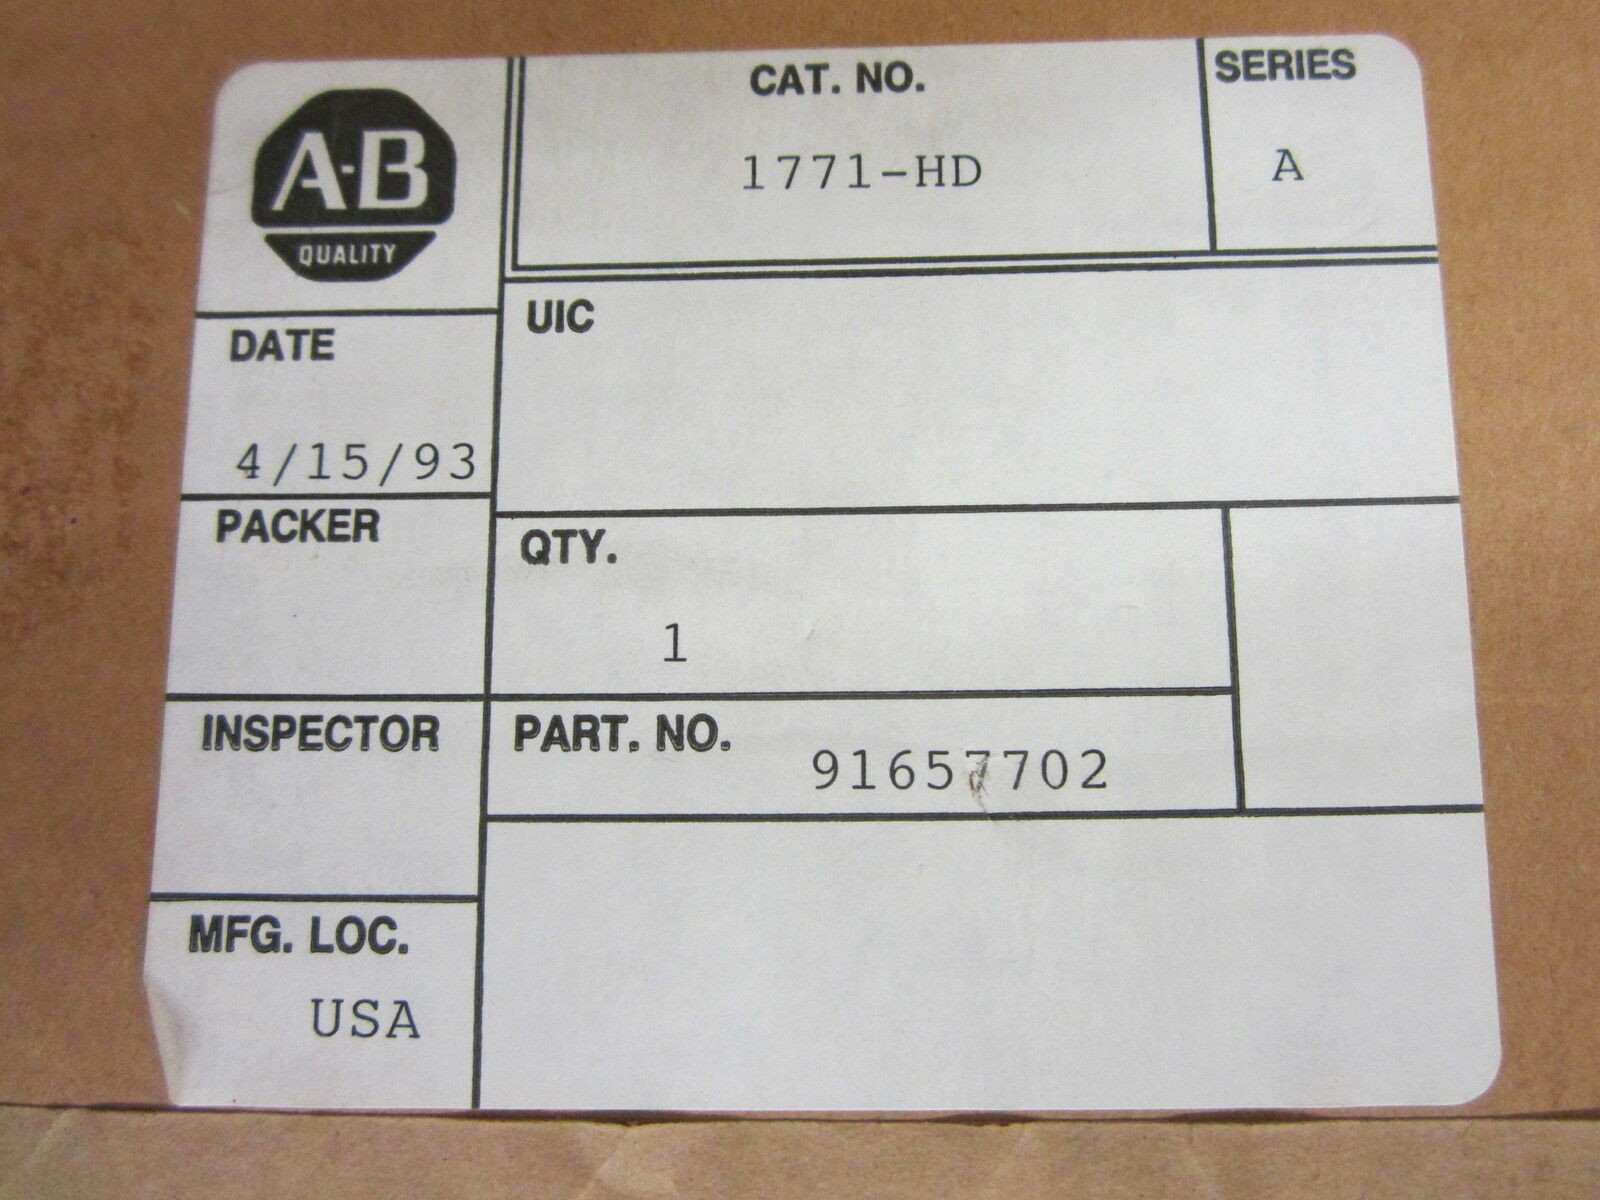 A-B
QUALITY
CAT. NO.
1771-HD
SERIES
A
DATE
4/15/93
UIC
PACKER
QTY.
1
INSPECTOR
PART. NO.
91657702
MFG. LOC.
USA